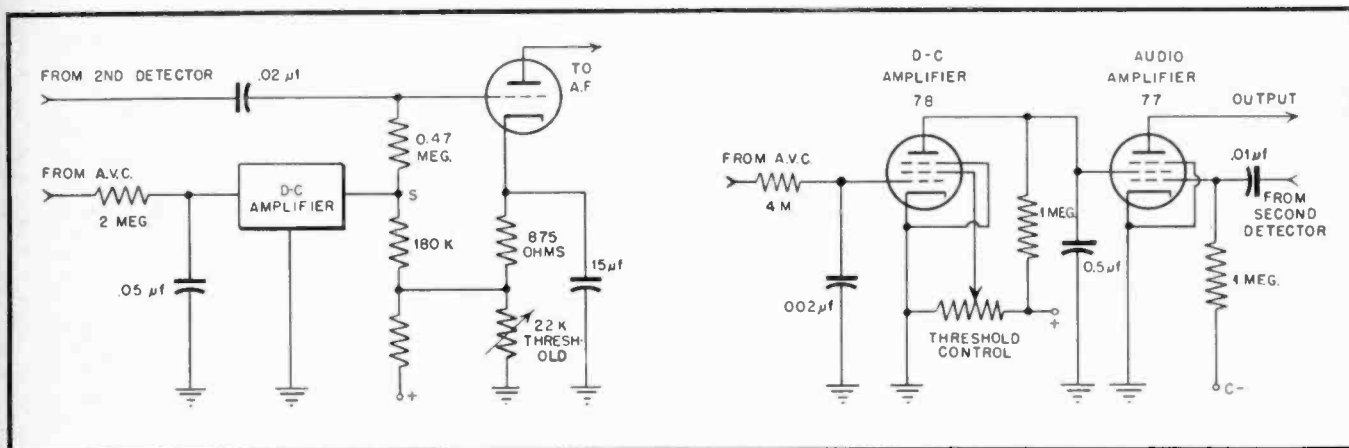 FROM 2ND DETECTOR
.02 µf
TO
A.F.
0.47
MEG.
FROM A.V.C.
2 MEG
D-C
AMPLIFIER
S
.05 µf
180 K
875
OHMS
15µf
22 K
THRESH-
OLD
+
D-C
AMPLIFIER
78
AUDIO
AMPLIFIER
77
OUTPUT
FROM A.V.C.
4 M
1 MEG.
.01µf
FROM
SECOND
DETECTOR
.002µf
0.5µf
1 MEG.
+
THRESHOLD
CONTROL
C-